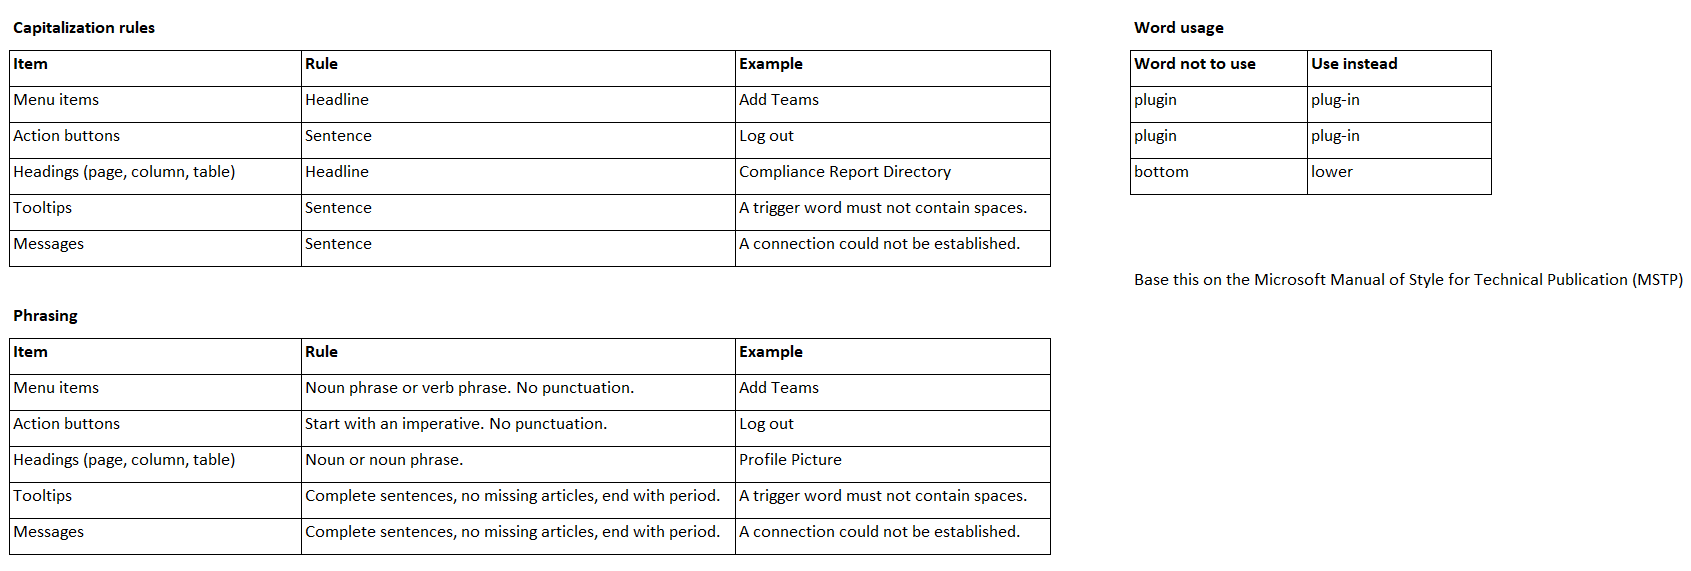 Capitalization rules
Item Rule Example
Menu items Headline Add Teams
Action buttons Sentence Log out
Headings (page, column, table) Headline Compliance Report Directory
Tooltips Sentence A trigger word must not contain spaces.
Messages Sentence A connection could not be established.
Phrasing
Item Rule Example
Menu items Noun phrase or verb phrase. No punctuation. Add Teams
Action buttons Start with an imperative. No punctuation. Log out
Headings (page, column, table) Noun or noun phrase. Profile Picture
Tooltips Complete sentences, no missing articles, end with period. A trigger word must not contain spaces.
Messages Complete sentences, no missing articles, end with period. A connection could not be established.
Word usage
Word not to use Use instead
plugin plug-in
plugin plug-in
bottom lower
Base this on the Microsoft Manual of Style for Technical Publication (MSTP)